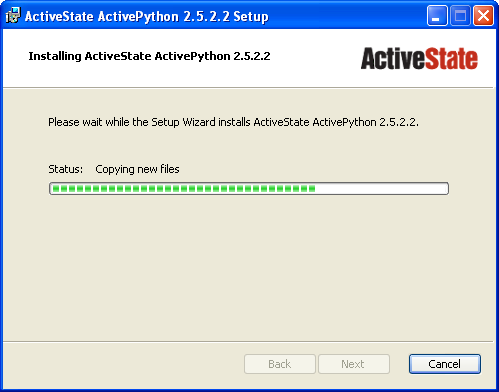 ActiveState ActivePython 2.5.2.2 Setup
Installing ActiveState ActivePython 2.5.2.2
ActiveState
Please wait while the Setup Wizard installs ActiveState ActivePython 2.5.2.2.
Status: Copying new files
Back Next Cancel